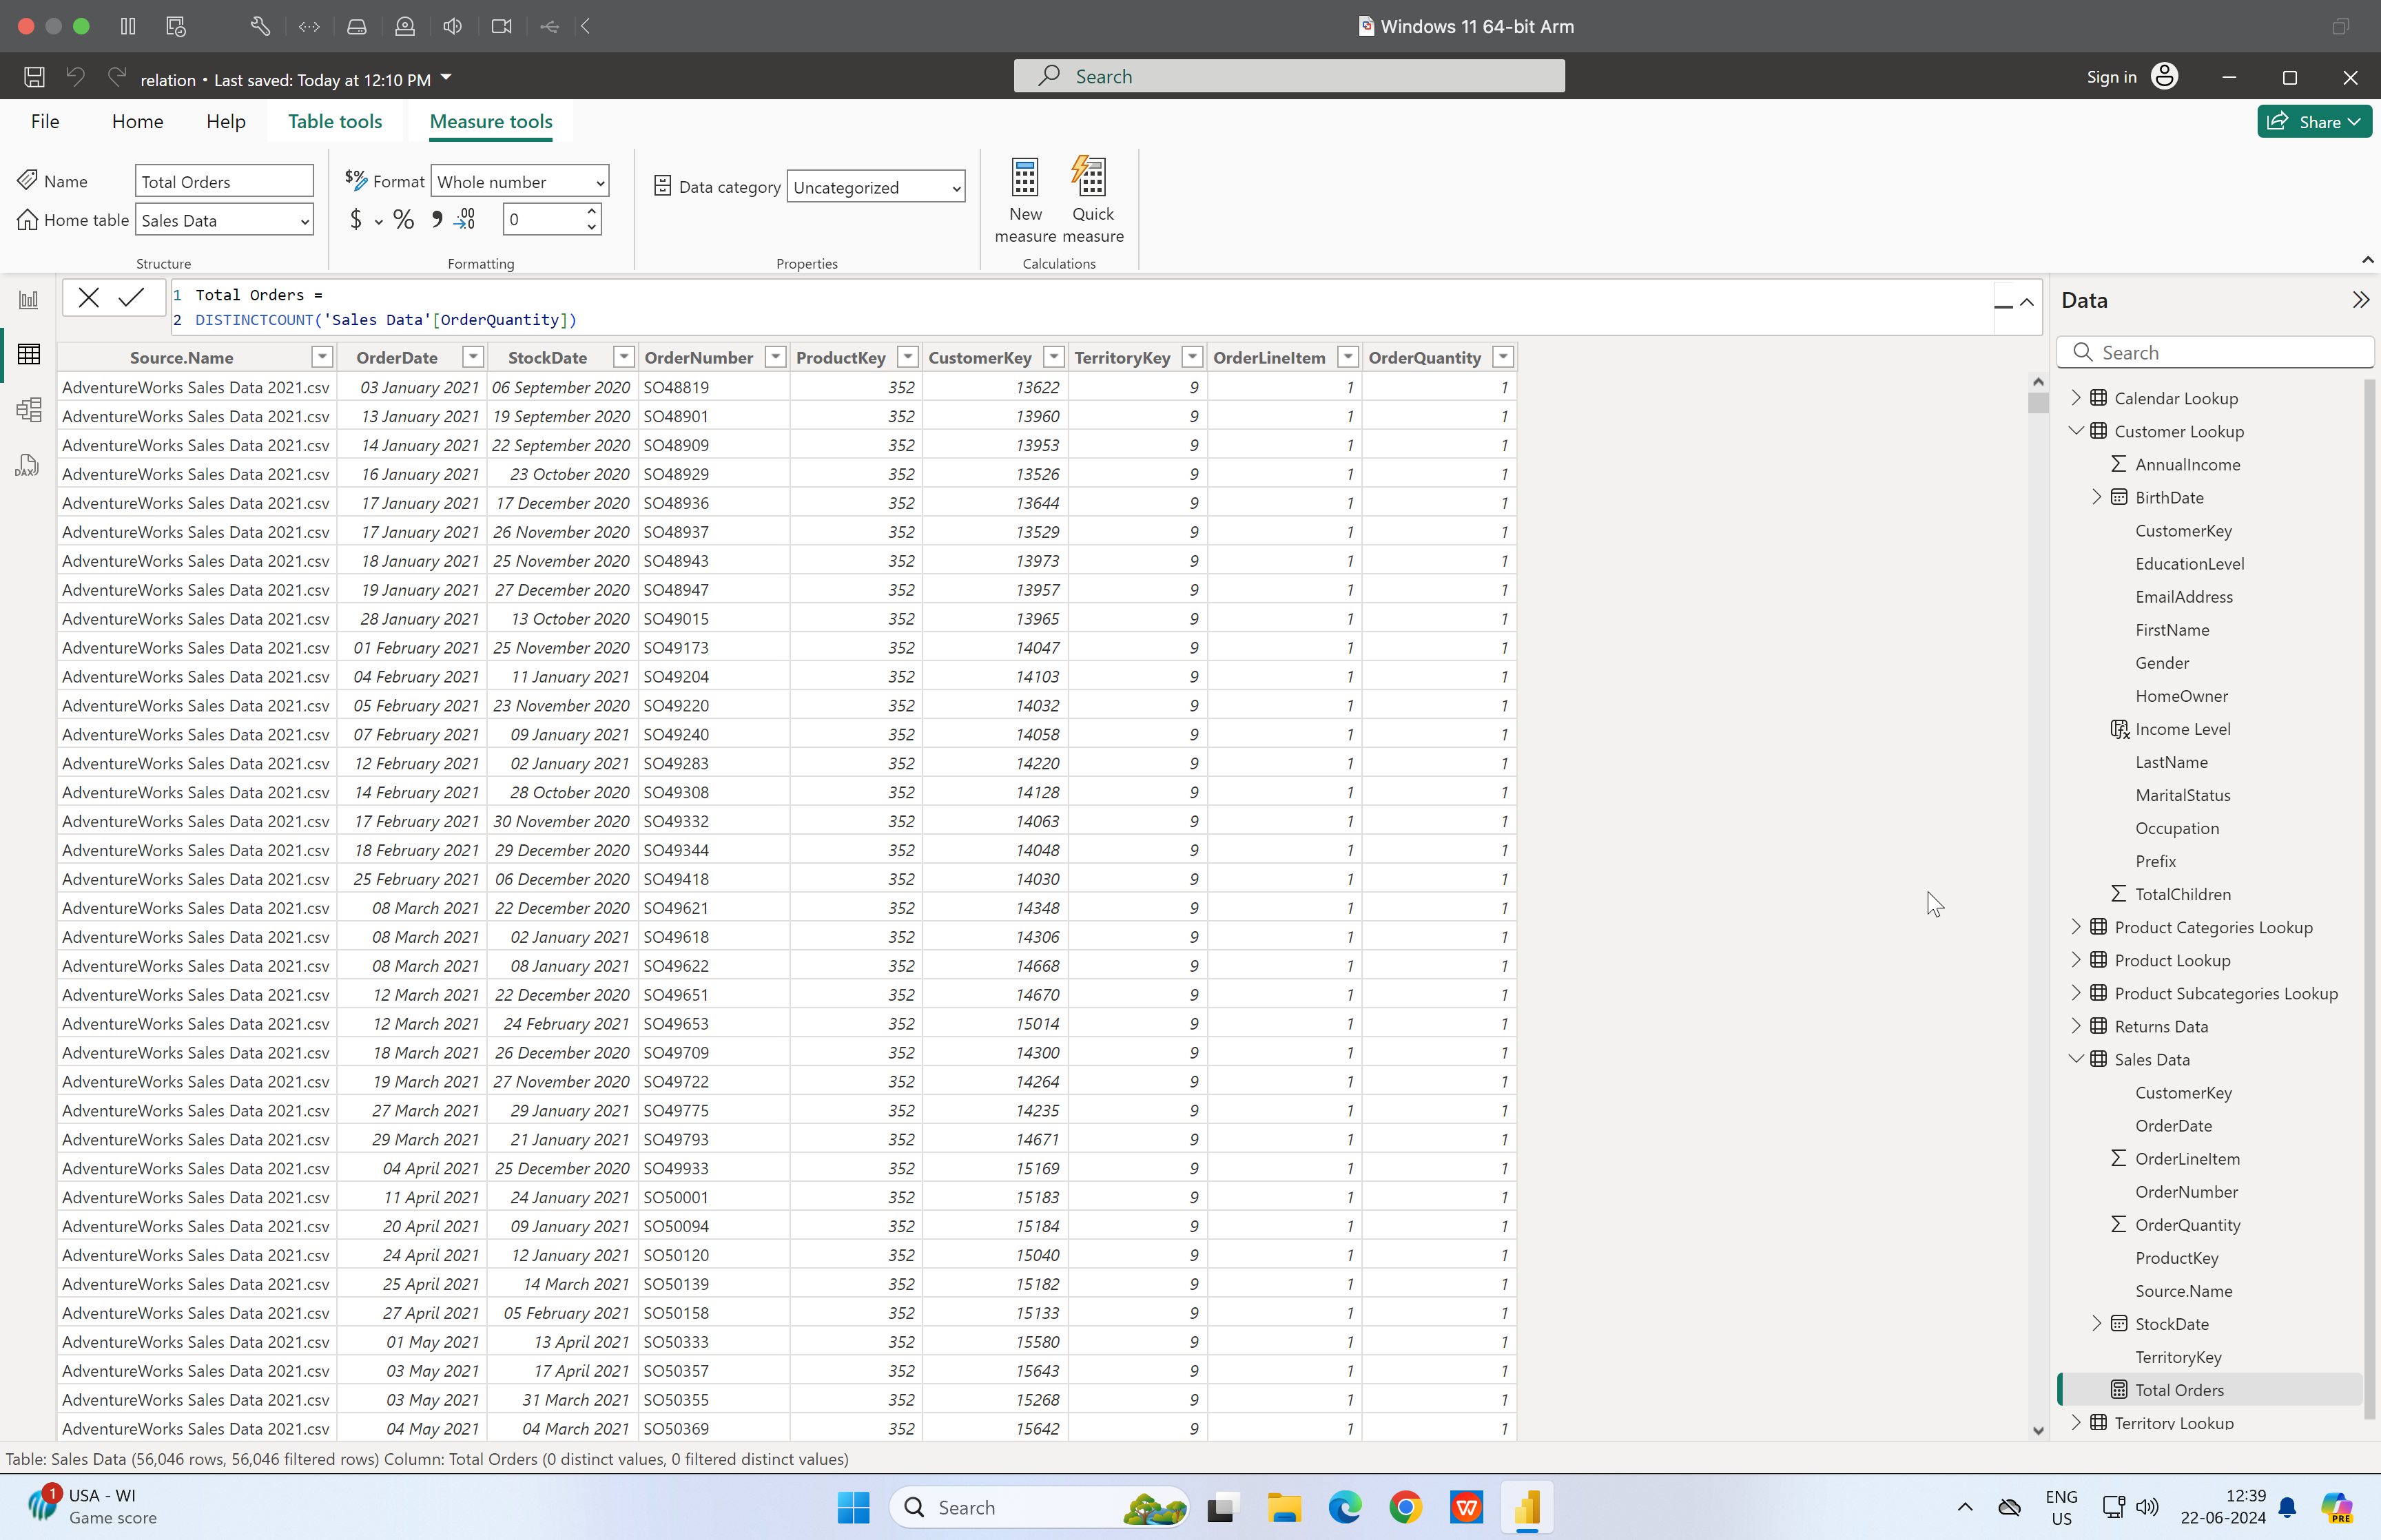 Windows 11 64-bit Arm
relation • Last saved: Today at 12:10 PM
Search
Sign in
File Home Help Table tools Measure tools
Share
Name Total Orders
Home table Sales Data
Structure
$% Format Whole number
$ % 9 .00 0
Formatting
Data category Uncategorized
Properties
New measure
Quick measure
Calculations
1 Total Orders =
2 DISTINCTCOUNT('Sales Data'[OrderQuantity])
DAX
Source.Name OrderDate StockDate OrderNumber ProductKey CustomerKey TerritoryKey OrderLineItem OrderQuantity
AdventureWorks Sales Data 2021.csv 03 January 2021 06 September 2020 SO48819 352 13622 9 1 1
AdventureWorks Sales Data 2021.csv 13 January 2021 19 September 2020 SO48901 352 13960 9 1 1
AdventureWorks Sales Data 2021.csv 14 January 2021 22 September 2020 SO48909 352 13953 9 1 1
AdventureWorks Sales Data 2021.csv 16 January 2021 23 October 2020 SO48929 352 13526 9 1 1
AdventureWorks Sales Data 2021.csv 17 January 2021 17 December 2020 SO48936 352 13644 9 1 1
AdventureWorks Sales Data 2021.csv 17 January 2021 26 November 2020 SO48937 352 13529 9 1 1
AdventureWorks Sales Data 2021.csv 18 January 2021 25 November 2020 SO48943 352 13973 9 1 1
AdventureWorks Sales Data 2021.csv 19 January 2021 27 December 2020 SO48947 352 13957 9 1 1
AdventureWorks Sales Data 2021.csv 28 January 2021 13 October 2020 SO49015 352 13965 9 1 1
AdventureWorks Sales Data 2021.csv 01 February 2021 25 November 2020 SO49173 352 14047 9 1 1
AdventureWorks Sales Data 2021.csv 04 February 2021 11 January 2021 SO49204 352 14103 9 1 1
AdventureWorks Sales Data 2021.csv 05 February 2021 23 November 2020 SO49220 352 14032 9 1 1
AdventureWorks Sales Data 2021.csv 07 February 2021 09 January 2021 SO49240 352 14058 9 1 1
AdventureWorks Sales Data 2021.csv 12 February 2021 02 January 2021 SO49283 352 14220 9 1 1
AdventureWorks Sales Data 2021.csv 14 February 2021 28 October 2020 SO49308 352 14128 9 1 1
AdventureWorks Sales Data 2021.csv 17 February 2021 30 November 2020 SO49332 352 14063 9 1 1
AdventureWorks Sales Data 2021.csv 18 February 2021 29 December 2020 SO49344 352 14048 9 1 1
AdventureWorks Sales Data 2021.csv 25 February 2021 06 December 2020 SO49418 352 14030 9 1 1
AdventureWorks Sales Data 2021.csv 08 March 2021 22 December 2020 SO49621 352 14348 9 1 1
AdventureWorks Sales Data 2021.csv 08 March 2021 02 January 2021 SO49618 352 14306 9 1 1
AdventureWorks Sales Data 2021.csv 08 March 2021 08 January 2021 SO49622 352 14668 9 1 1
AdventureWorks Sales Data 2021.csv 12 March 2021 22 December 2020 SO49651 352 14670 9 1 1
AdventureWorks Sales Data 2021.csv 12 March 2021 24 February 2021 SO49653 352 15014 9 1 1
AdventureWorks Sales Data 2021.csv 18 March 2021 26 December 2020 SO49709 352 14300 9 1 1
AdventureWorks Sales Data 2021.csv 19 March 2021 27 November 2020 SO49722 352 14264 9 1 1
AdventureWorks Sales Data 2021.csv 27 March 2021 29 January 2021 SO49775 352 14235 9 1 1
AdventureWorks Sales Data 2021.csv 29 March 2021 21 January 2021 SO49793 352 14671 9 1 1
AdventureWorks Sales Data 2021.csv 04 April 2021 25 December 2020 SO49933 352 15169 9 1 1
AdventureWorks Sales Data 2021.csv 11 April 2021 24 January 2021 SO50001 352 15183 9 1 1
AdventureWorks Sales Data 2021.csv 20 April 2021 09 January 2021 SO50094 352 15184 9 1 1
AdventureWorks Sales Data 2021.csv 24 April 2021 12 January 2021 SO50120 352 15040 9 1 1
AdventureWorks Sales Data 2021.csv 25 April 2021 14 March 2021 SO50139 352 15182 9 1 1
AdventureWorks Sales Data 2021.csv 27 April 2021 05 February 2021 SO50158 352 15133 9 1 1
AdventureWorks Sales Data 2021.csv 01 May 2021 13 April 2021 SO50333 352 15580 9 1 1
AdventureWorks Sales Data 2021.csv 03 May 2021 17 April 2021 SO50357 352 15643 9 1 1
AdventureWorks Sales Data 2021.csv 03 May 2021 31 March 2021 SO50355 352 15268 9 1 1
AdventureWorks Sales Data 2021.csv 04 May 2021 04 March 2021 SO50369 352 15642 9 1 1
Data
Search
Calendar Lookup
Customer Lookup
AnnualIncome
BirthDate
CustomerKey
EducationLevel
EmailAddress
FirstName
Gender
HomeOwner
Income Level
LastName
MaritalStatus
Occupation
Prefix
TotalChildren
Product Categories Lookup
Product Lookup
Product Subcategories Lookup
Returns Data
Sales Data
CustomerKey
OrderDate
OrderLineItem
OrderNumber
OrderQuantity
ProductKey
Source.Name
StockDate
TerritoryKey
Total Orders
Territory Lookup
Table: Sales Data (56,046 rows, 56,046 filtered rows) Column: Total Orders (0 distinct values, 0 filtered distinct values)
1
USA - WI
Game score
Search
W
ENG
US
12:39
22-06-2024
PRE